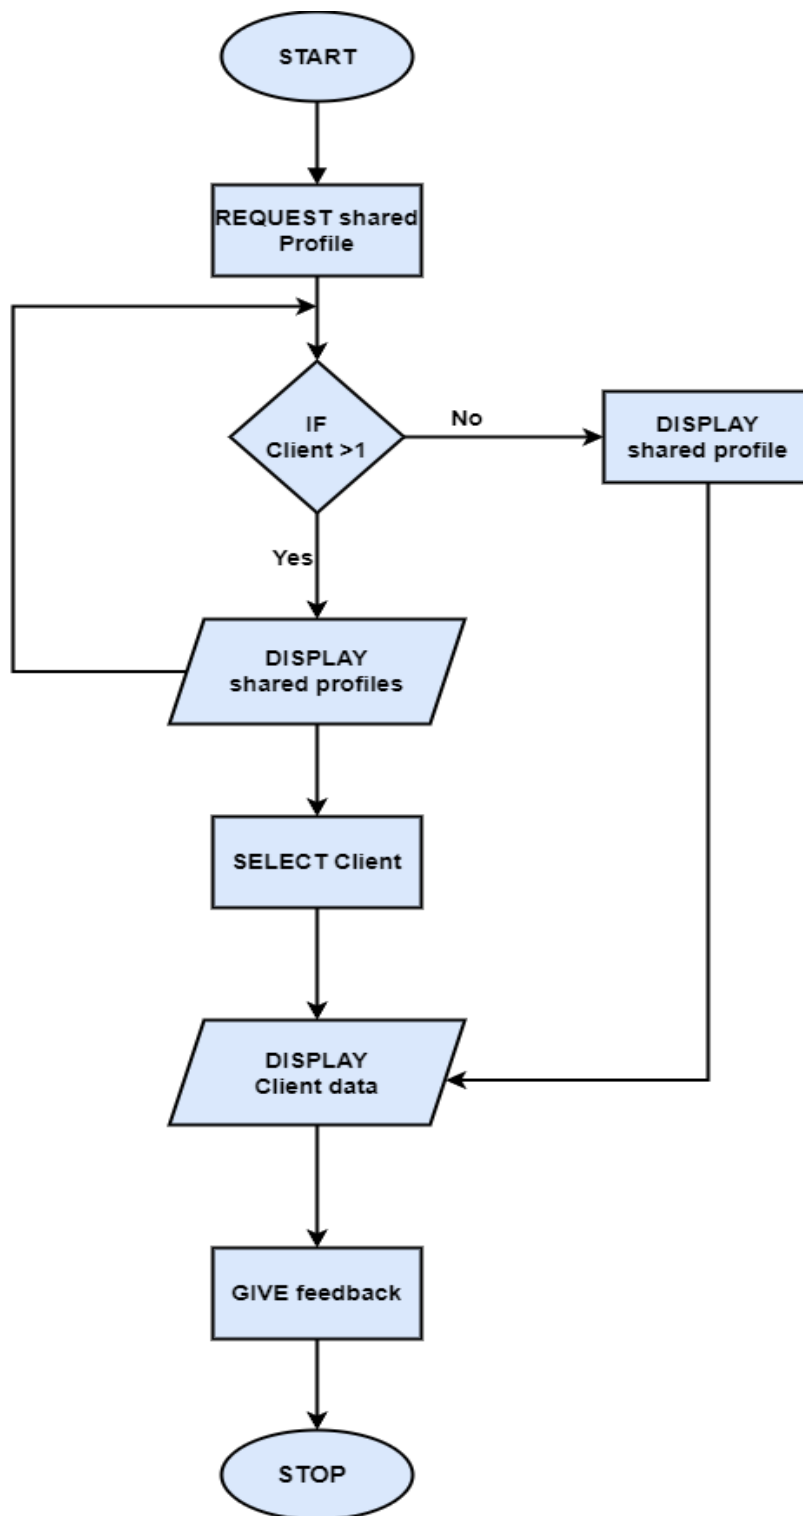 START
REQUEST shared
Profile
IF
Client >1
No
DISPLAY
shared profile
Yes
DISPLAY
shared profiles
SELECT Client
DISPLAY
Client data
GIVE feedback
STOP